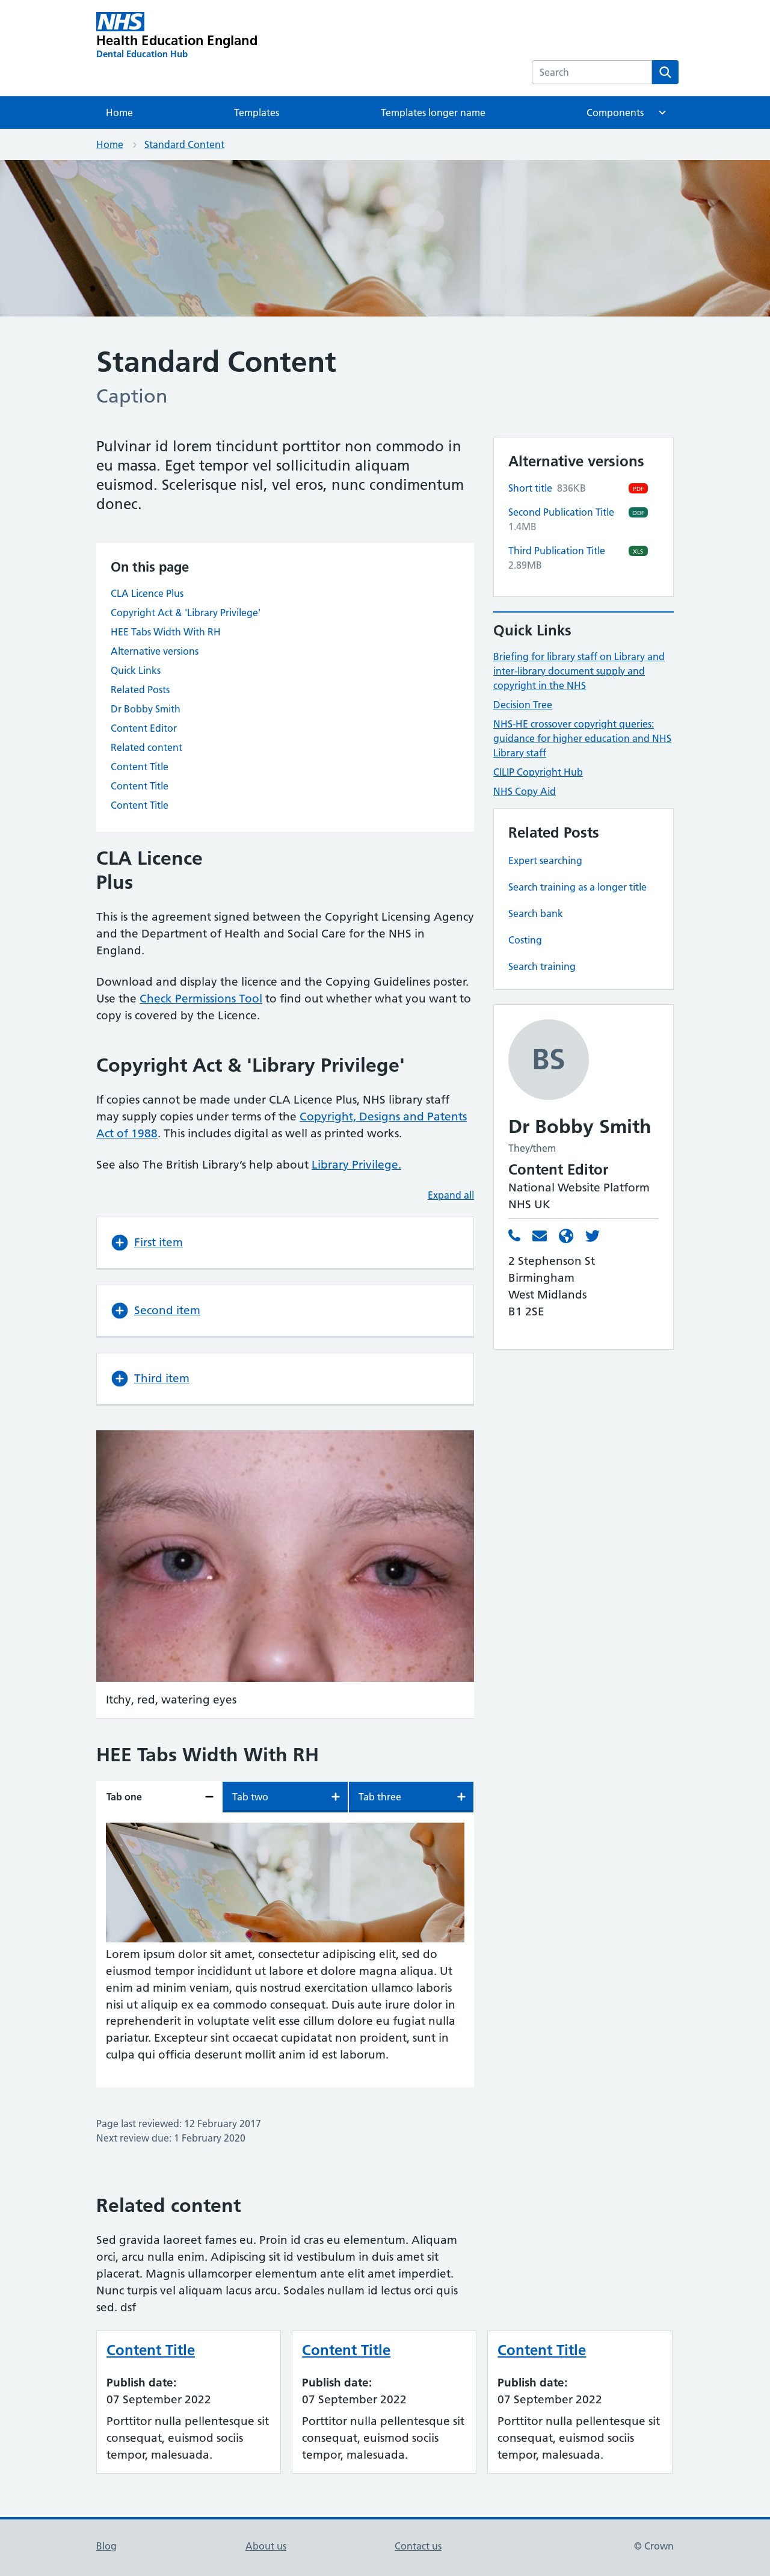 NHS
Health Education England
Dental Education Hub
Search
Home
Templates
Templates longer name
Components
Home
Standard Content
Standard Content
Caption
Pulvinar id lorem tincidunt porttitor non commodo in
eu massa. Eget tempor vel sollicitudin aliquam
euismod. Scelerisque nisl, vel eros, nunc condimentum
donec.
On this page
CLA Licence Plus
Copyright Act & 'Library Privilege'
HEE Tabs Width With RH
Alternative versions
Quick Links
Related Posts
Dr Bobby Smith
Content Editor
Related content
Content Title
Content Title
Content Title
CLA Licence
Plus
This is the agreement signed between the Copyright Licensing Agency
and the Department of Health and Social Care for the NHS in
England.
Download and display the licence and the Copying Guidelines poster.
Use the Check Permissions Tool to find out whether what you want to
copy is covered by the Licence.
Copyright Act & 'Library Privilege'
If copies cannot be made under CLA Licence Plus, NHS library staff
may supply copies under terms of the Copyright, Designs and Patents
Act of 1988. This includes digital as well as printed works.
See also The British Library’s help about Library Privilege.
Expand all
First item
Second item
Third item
Itchy, red, watering eyes
HEE Tabs Width With RH
Tab one
Tab two
Tab three
Lorem ipsum dolor sit amet, consectetur adipiscing elit, sed do
eiusmod tempor incididunt ut labore et dolore magna aliqua. Ut
enim ad minim veniam, quis nostrud exercitation ullamco laboris
nisi ut aliquip ex ea commodo consequat. Duis aute irure dolor in
reprehenderit in voluptate velit esse cillum dolore eu fugiat nulla
pariatur. Excepteur sint occaecat cupidatat non proident, sunt in
culpa qui officia deserunt mollit anim id est laborum.
Page last reviewed: 12 February 2017
Next review due: 1 February 2020
Alternative versions
Short title 836KB
PDF
Second Publication Title
ODF
1.4MB
Third Publication Title
XLS
2.89MB
Quick Links
Briefing for library staff on Library and
inter-library document supply and
copyright in the NHS
Decision Tree
NHS-HE crossover copyright queries:
guidance for higher education and NHS
Library staff
CILIP Copyright Hub
NHS Copy Aid
Related Posts
Expert searching
Search training as a longer title
Search bank
Costing
Search training
BS
Dr Bobby Smith
They/them
Content Editor
National Website Platform
NHS UK
2 Stephenson St
Birmingham
West Midlands
B1 2SE
Related content
Sed gravida laoreet fames eu. Proin id cras eu elementum. Aliquam
orci, arcu nulla enim. Adipiscing sit id vestibulum in duis amet sit
placerat. Magnis ullamcorper elementum ante elit amet imperdiet.
Nunc turpis vel aliquam lacus arcu. Sodales nullam id lectus orci quis
sed. dsf
Content Title
Publish date:
07 September 2022
Porttitor nulla pellentesque sit
consequat, euismod sociis
tempor, malesuada.
Content Title
Publish date:
07 September 2022
Porttitor nulla pellentesque sit
consequat, euismod sociis
tempor, malesuada.
Content Title
Publish date:
07 September 2022
Porttitor nulla pellentesque sit
consequat, euismod sociis
tempor, malesuada.
Blog
About us
Contact us
© Crown